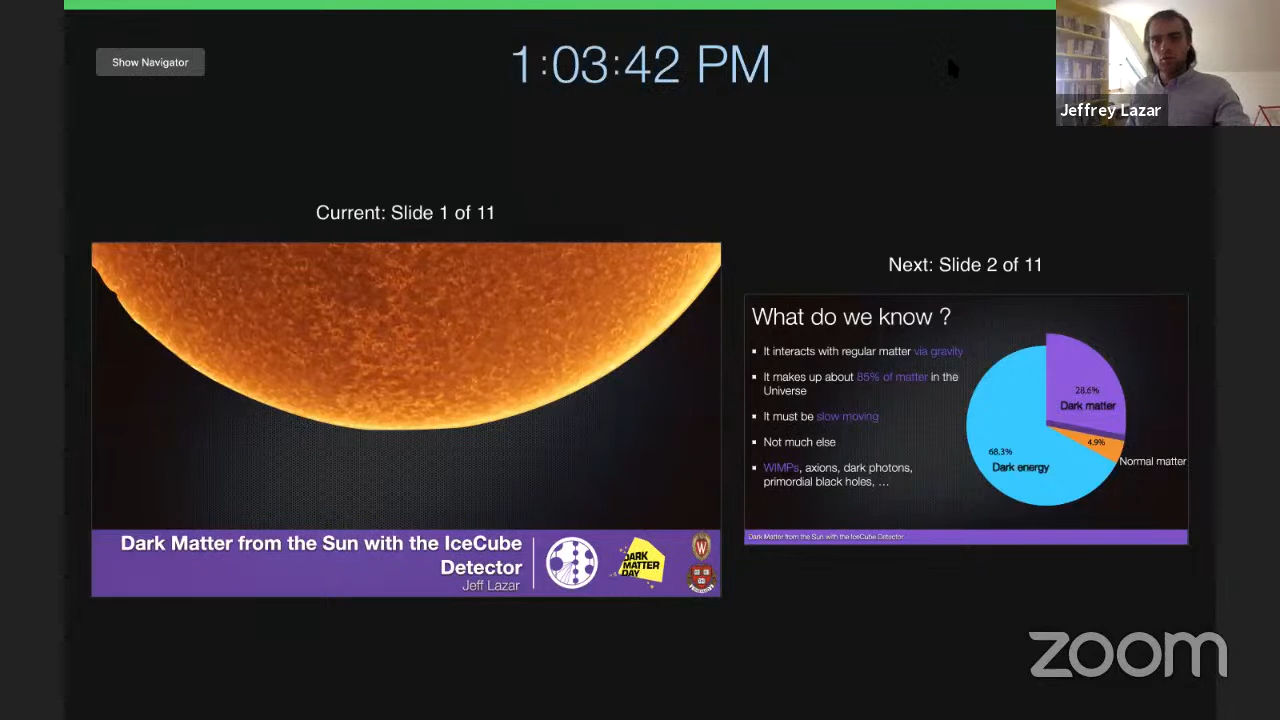 Show Navigator
1:03:42 PM
Jeffrey Lazar
Current: Slide 1 of 11
Next: Slide 2 of 11
Dark Matter from the Sun with the IceCube
Detector
Jeff Lazar
DARK
MATTER
DAY
W
What do we know ?
It interacts with regular matter via gravity
It makes up about 85% of matter in the
Universe
It must be slow moving
Not much else
WIMPs, axions, dark photons,
primordial black holes, …
28.6%
Dark matter
4.9%
Normal matter
68.3%
Dark energy
Dark Matter from the Sun with the IceCube Detector
zoom